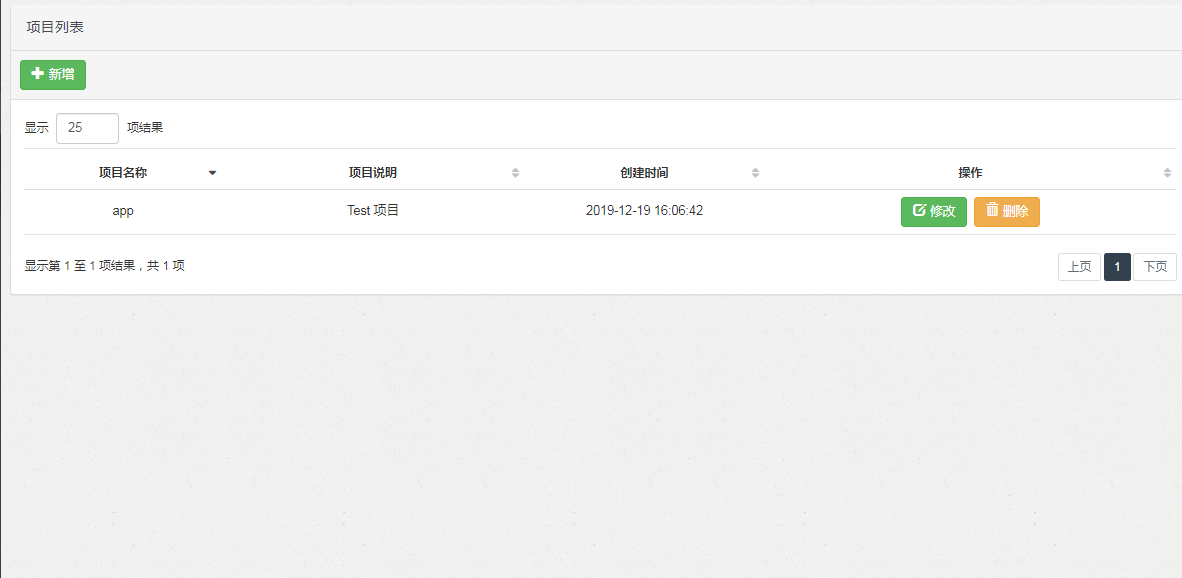 项目列表
新增
显示 25 项结果
项目名称 项目说明 创建时间 操作
app Test 项目 2019-12-19 16:06:42 修改 删除
显示第 1 至 1 项结果，共 1 项 上页 1 下页